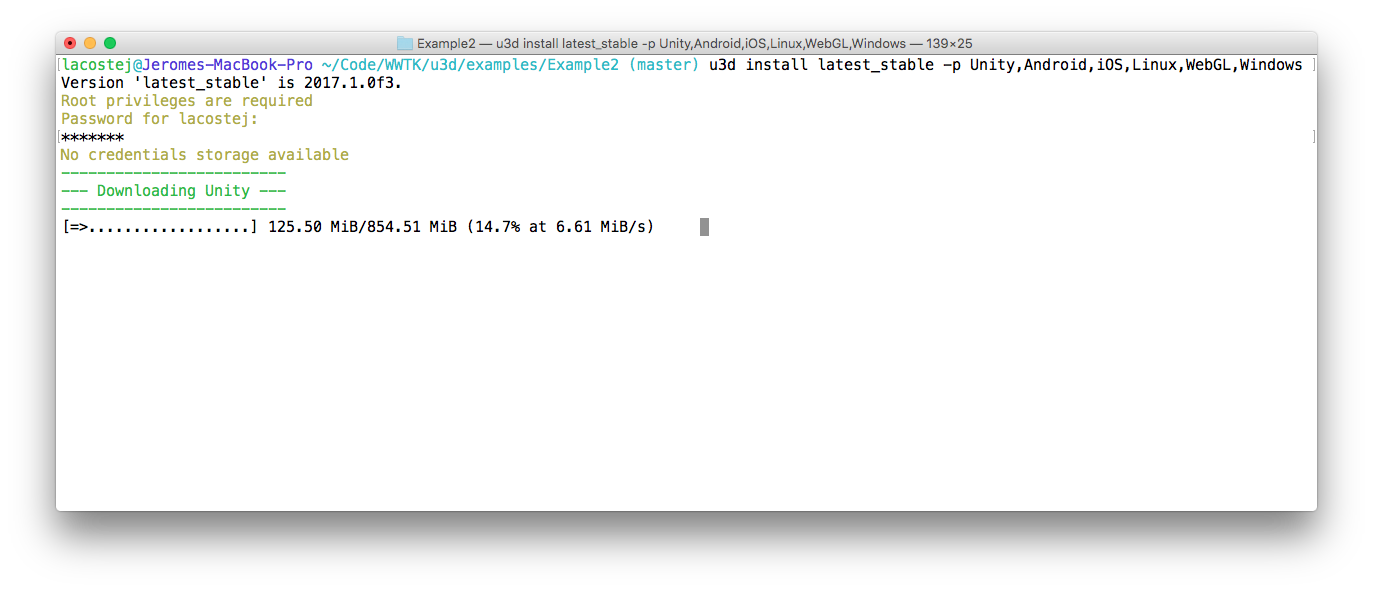 Example2 — u3d install latest_stable -p Unity,Android,iOS,Linux,WebGL,Windows — 139×25
[lacostej@Jeromes-MacBook-Pro ~/Code/WWTK/u3d/examples/Example2 (master) u3d install latest_stable -p Unity,Android,iOS,Linux,WebGL,Windows ]
Version 'latest_stable' is 2017.1.0f3.
Root privileges are required
Password for lacostej:
[******* ]
No credentials storage available
-------------------------
--- Downloading Unity ---
-------------------------
[=>..................] 125.50 MiB/854.51 MiB (14.7% at 6.61 MiB/s)